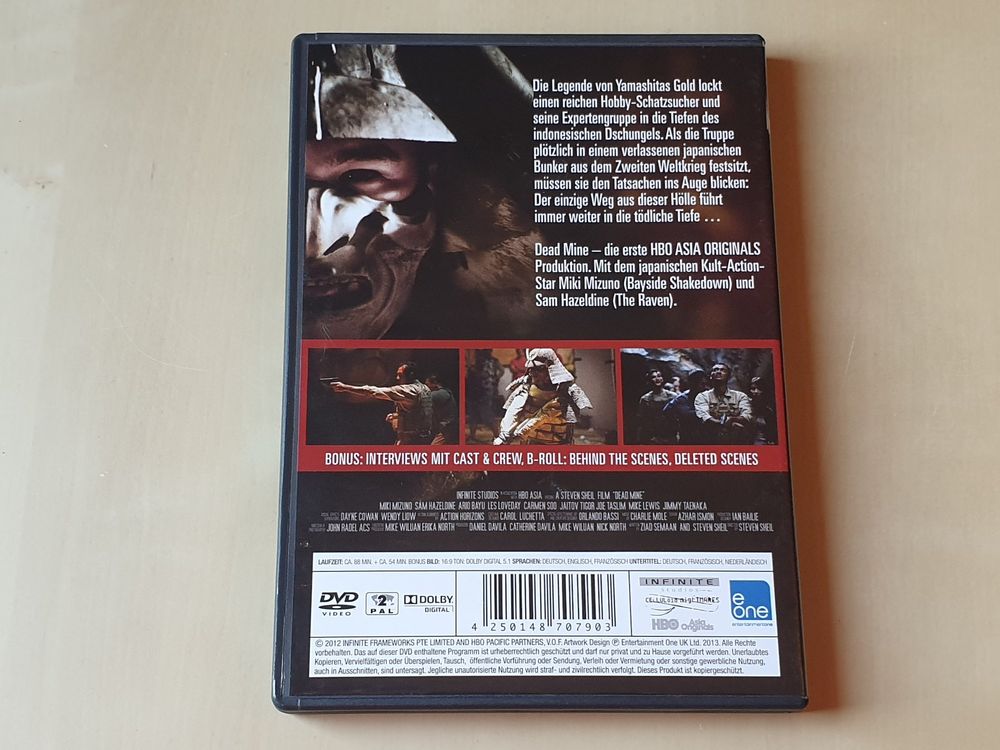 Die Legende von Yamashitas Gold lockt
einen reichen Hobby-Schatzsucher und
seine Expertengruppe in die Tiefen des
indonesischen Dschungels. Als die Truppe
plötzlich in einem verlassenen japanischen
Bunker aus dem Zweiten Weltkrieg festsitzt,
müssen sie den Tatsachen ins Auge blicken:
Der einzige Weg aus dieser Hölle führt
immer weiter in die tödliche Tiefe ...
Dead Mine – die erste HBO ASIA ORIGINALS
Produktion. Mit dem japanischen Kult-Action-
Star Miki Mizuno (Bayside Shakedown) und
Sam Hazeldine (The Raven).
BONUS: INTERVIEWS MIT CAST & CREW, B-ROLL: BEHIND THE SCENES, DELETED SCENES
INFINITE STUDIOS HBO ASIA A STEVEN SHEIL FILM "DEAD MINE"
MIKI MIZUNO SAM HAZELDINE ARIO BAYU LES LOVEDAY CARMEN SOO JAITOV TIGOR JOE TASLIM MIKE LEWIS JIMMY TAENAKA
DAYNE COWAN WENDY LIOW ACTION HORIZONS CAROL LUCHETTA ORLANDO BASSI CHARLIE MOLE AZHAR ISMON IAN BAILIE
JOHN RADEL ACS MIKE WILUAN ERIKA NORTH DANIEL DAVILA CATHERINE DAVILA MIKE WILUAN NICK NORTH ZIAD SEMAAN AND STEVEN SHEIL STEVEN SHEIL
LAUFZEIT: CA. 88 MIN. + CA. 54 MIN. BONUS BILD: 16:9 TON: DOLBY DIGITAL 5.1 SPRACHEN: DEUTSCH, ENGLISCH, FRANZÖSISCH UNTERTITEL: DEUTSCH, FRANZÖSISCH, NIEDERLÄNDISCH
DVD VIDEO
2 PAL
DOLBY DIGITAL
4 250148 707903
INFINITE studios
CELLULOID NIGHTMARES
HBO Asia Originals
e one entertainmentone
© 2012 INFINITE FRAMEWORKS PTE LIMITED AND HBO PACIFIC PARTNERS, V.O.F. Artwork Design ℗ Entertainment One UK Ltd. 2013. Alle Rechte
vorbehalten. Das auf dieser DVD enthaltene Programm ist urheberrechtlich geschützt und darf nur privat und zu Hause vorgeführt werden. Unerlaubtes
Kopieren, Vervielfältigen oder Überspielen, Tausch, öffentliche Vorführung oder Sendung, Verleih oder Vermietung oder sonstige gewerbliche Nutzung,
auch in Ausschnitten, sind untersagt. Jegliche unautorisierte Nutzung wird straf- und zivilrechtlich verfolgt. Dieses Produkt ist kopiergeschützt.